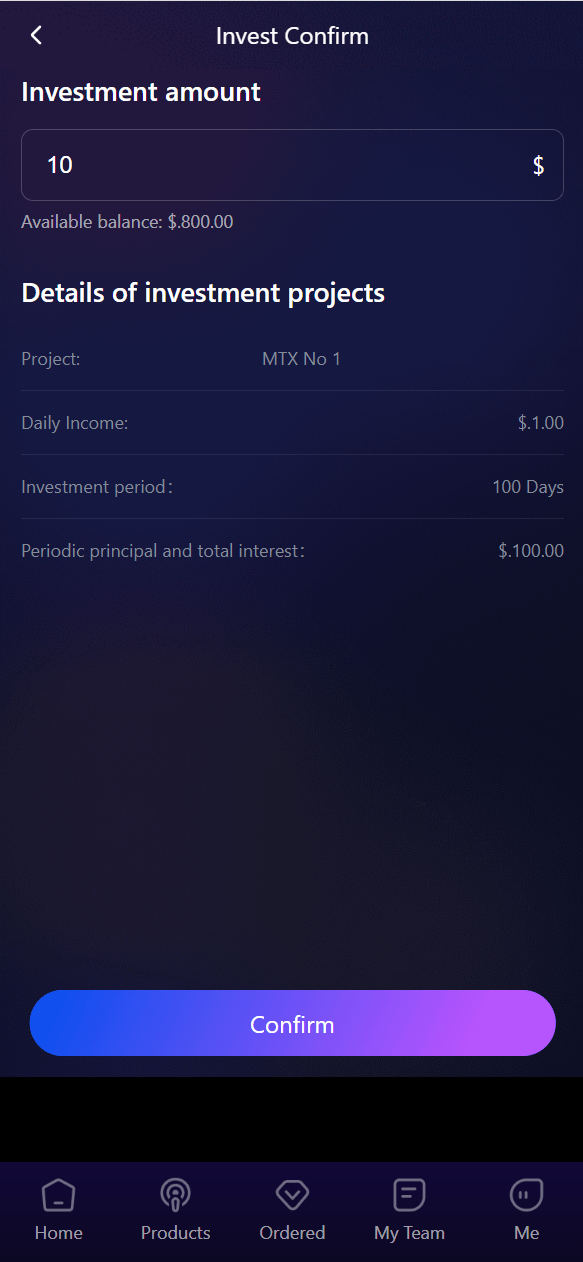 Invest Confirm
Investment amount
10 $
Available balance: $.800.00
Details of investment projects
Project: MTX No 1
Daily Income: $.1.00
Investment period: 100 Days
Periodic principal and total interest: $.100.00
Confirm
Home Products Ordered My Team Me